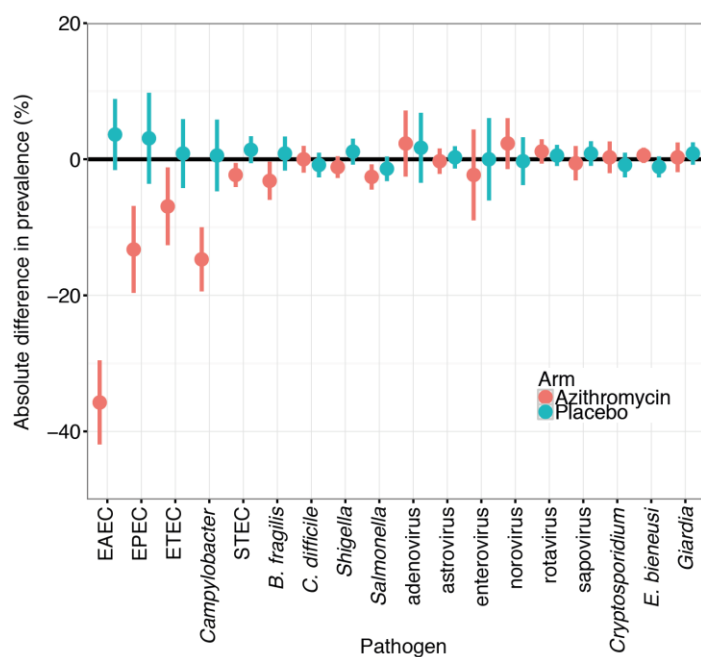 Absolute difference in prevalence (%)
20
0
−20
−40
Arm
Azithromycin
Placebo
EAEC
EPEC
ETEC
Campylobacter
STEC
B. fragilis
C. difficile
Shigella
Salmonella
adenovirus
astrovirus
enterovirus
norovirus
rotavirus
sapovirus
Cryptosporidium
E. bieneusi
Giardia
Pathogen